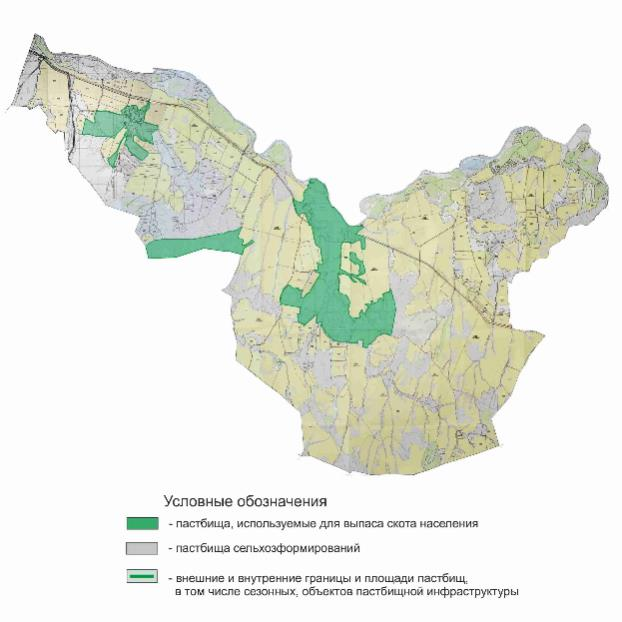 Условные обозначения
- пастбища, используемые для выпаса скота населения
- пастбища сельхозформирований
- внешние и внутренние границы и площади пастбищ,
в том числе сезонных, объектов пастбищной инфраструктуры